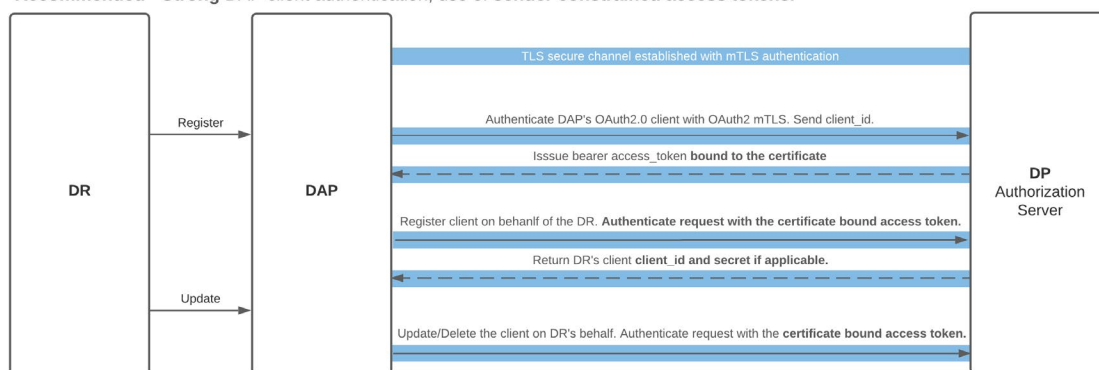 Recommended - Strong DAP client authentication, use of sender constrained access tokens.
TLS secure channel established with mTLS authentication
Register
Authenticate DAP's OAuth2.0 client with OAuth2 mTLS. Send client_id.
Isssue bearer access_token bound to the certificate
DR
DAP
DP
Authorization
Server
Register client on behanlf of the DR. Authenticate request with the certificate bound access token.
Return DR's client client_id and secret if applicable.
Update
Update/Delete the client on DR's behalf. Authenticate request with the certificate bound access token.